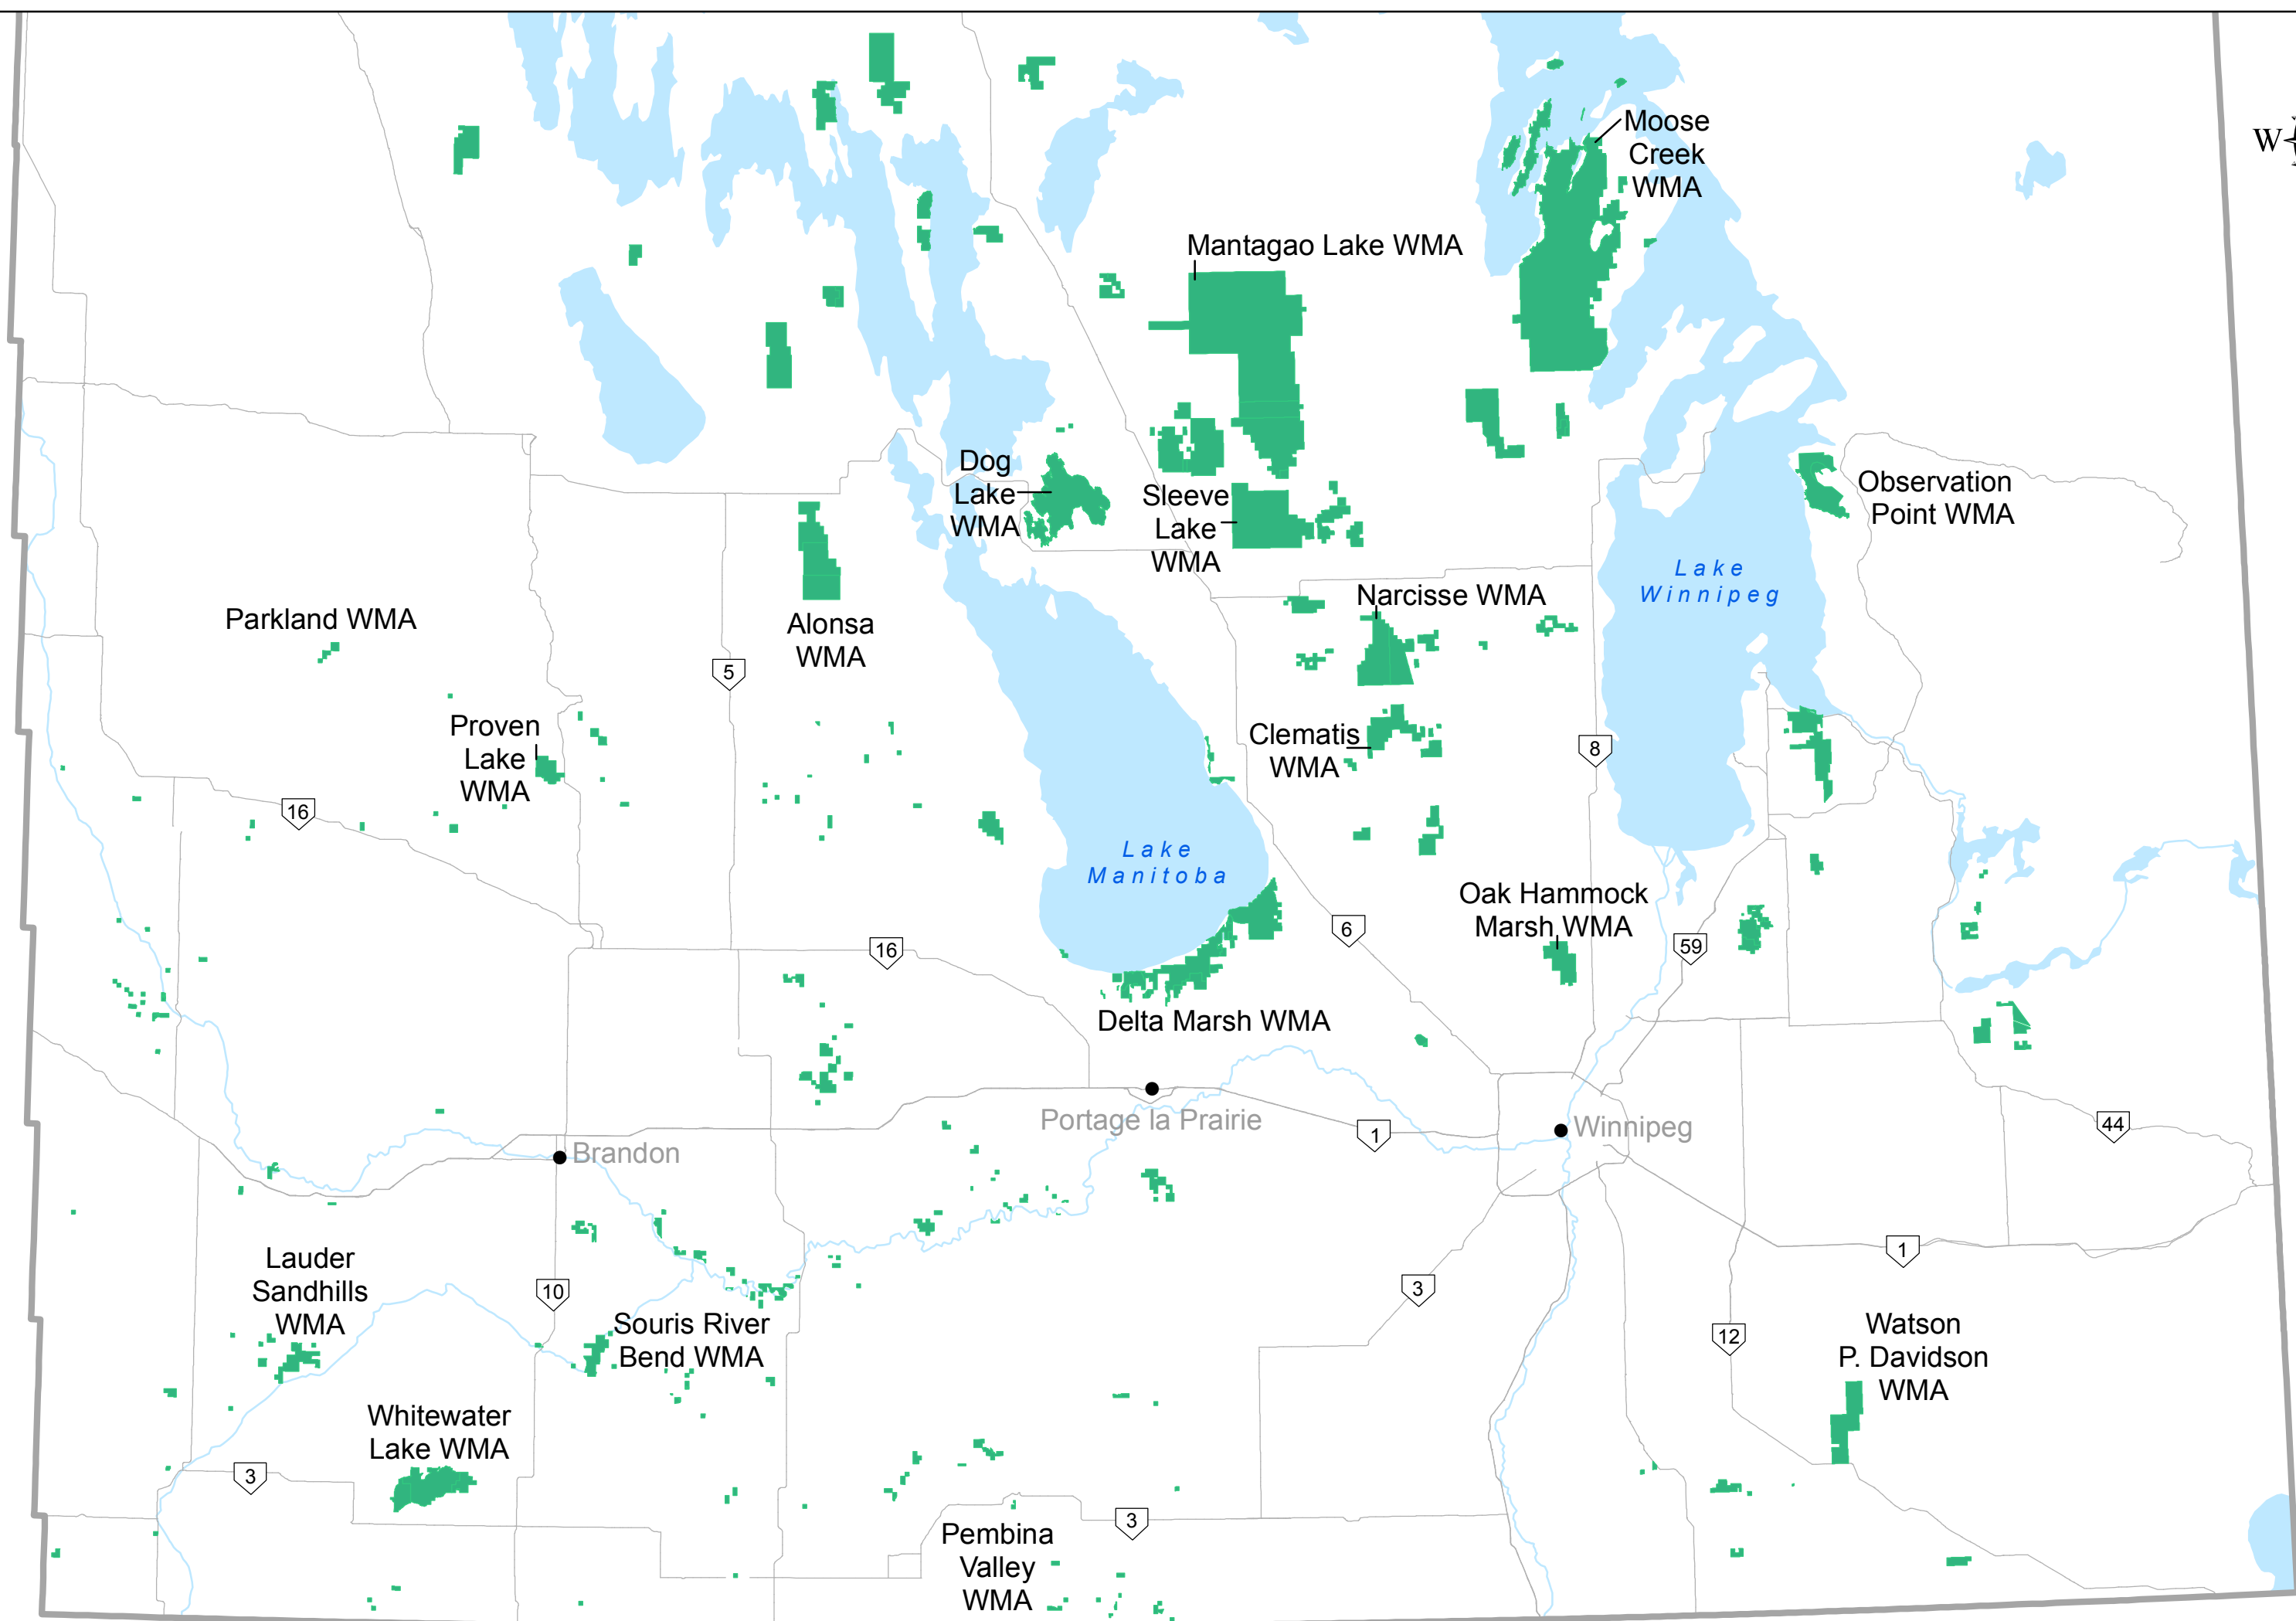 Moose
Creek
WMA
W
Mantagao Lake WMA
Dog
Lake
WMA
Sleeve
Lake
WMA
Observation
Point WMA
Lake
Winnipeg
Narcisse WMA
Parkland WMA
Alonsa
WMA
5
Proven
Lake
WMA
Clematis
WMA
8
16
Lake
Manitoba
Oak Hammock
Marsh WMA
6
59
16
Delta Marsh WMA
Portage la Prairie
1
Winnipeg
44
Brandon
Lauder
Sandhills
WMA
10
1
3
Souris River
Bend WMA
12
Watson
P. Davidson
WMA
Whitewater
Lake WMA
3
3
Pembina
Valley
WMA